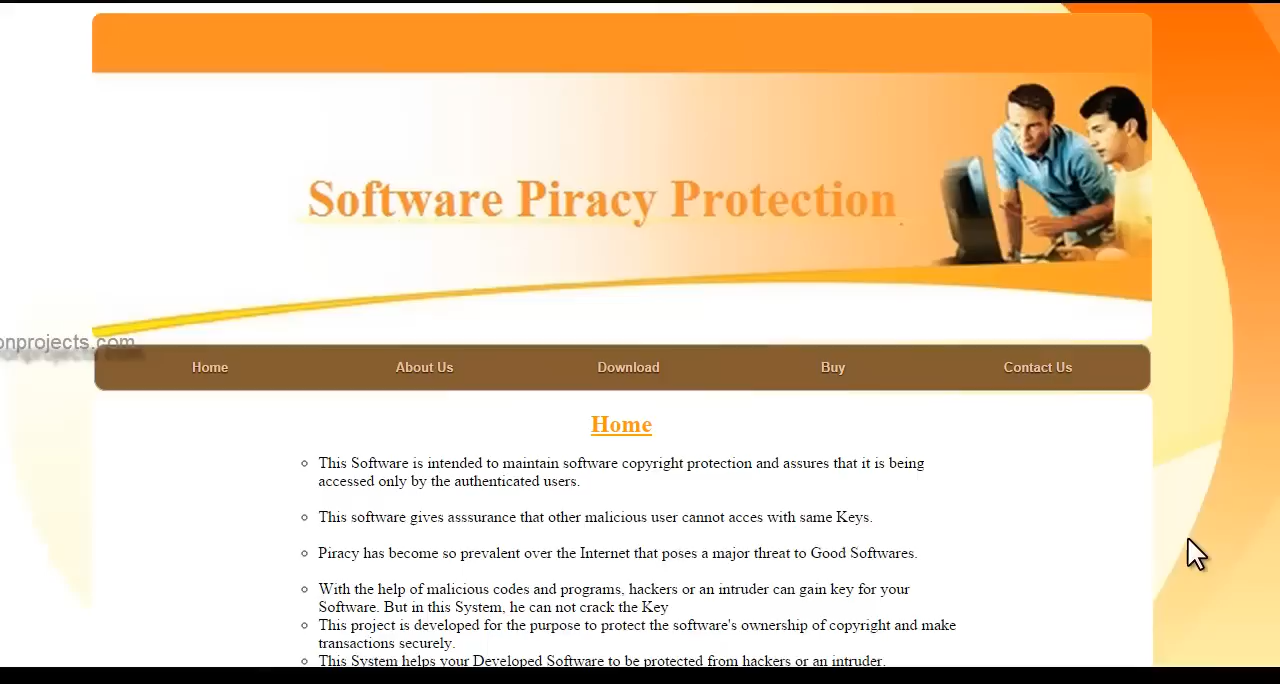 Software Piracy Protection
onprojects.com
Home About Us Download Buy Contact Us
Home
This Software is intended to maintain software copyright protection and assures that it is being
accessed only by the authenticated users.
This software gives asssurance that other malicious user cannot acces with same Keys.
Piracy has become so prevalent over the Internet that poses a major threat to Good Softwares.
With the help of malicious codes and programs, hackers or an intruder can gain key for your
Software. But in this System, he can not crack the Key
This project is developed for the purpose to protect the software's ownership of copyright and make
transactions securely.
This System helps your Developed Software to be protected from hackers or an intruder.